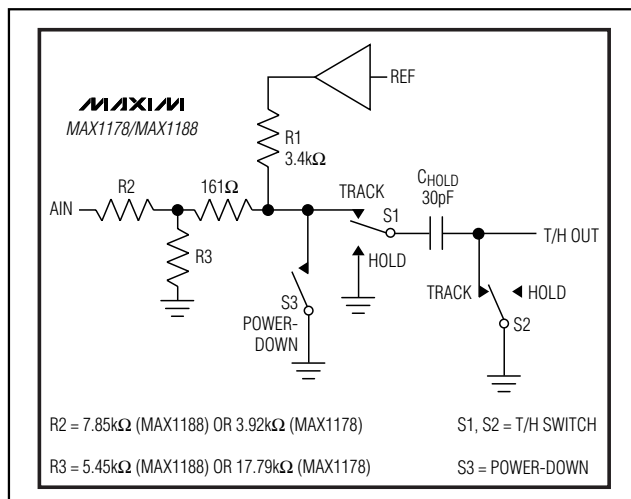 REF
MAXIM
MAX1178/MAX1188
R1
3.4kΩ
R2
161Ω
TRACK
CHOLD
30pF
AIN
S1
T/H OUT
R3
HOLD
S3
POWER-
DOWN
TRACK
HOLD
S2
R2 = 7.85kΩ (MAX1188) OR 3.92kΩ (MAX1178)
S1, S2 = T/H SWITCH
R3 = 5.45kΩ (MAX1188) OR 17.79kΩ (MAX1178)
S3 = POWER-DOWN